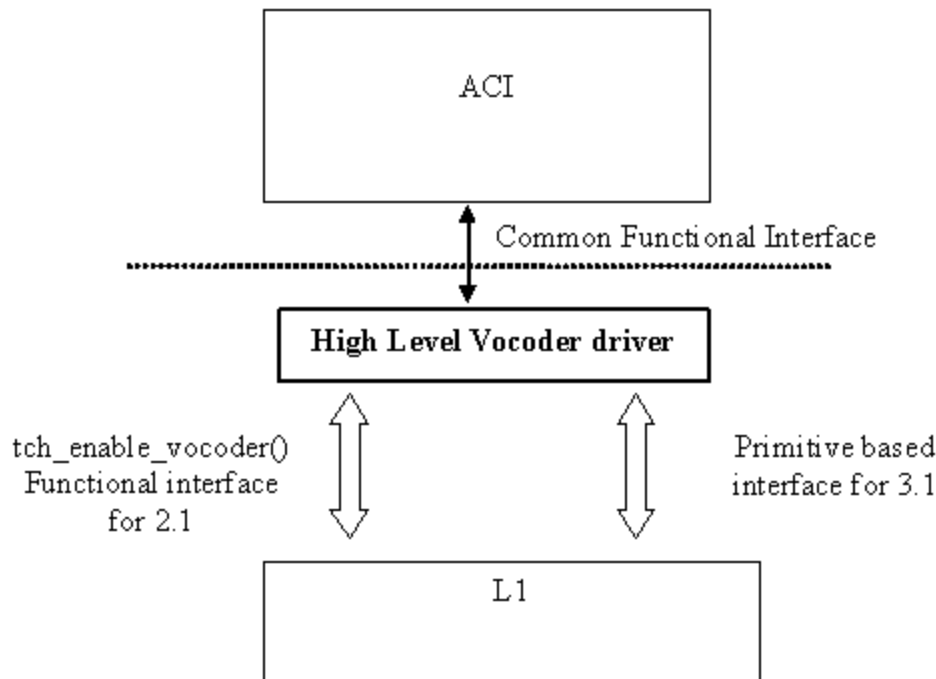 ACI
Common Functional Interface
High Level Vocoder driver
tch_enable_vocoder()
Functional interface
for 2.1
Primitive based
interface for 3.1
L1